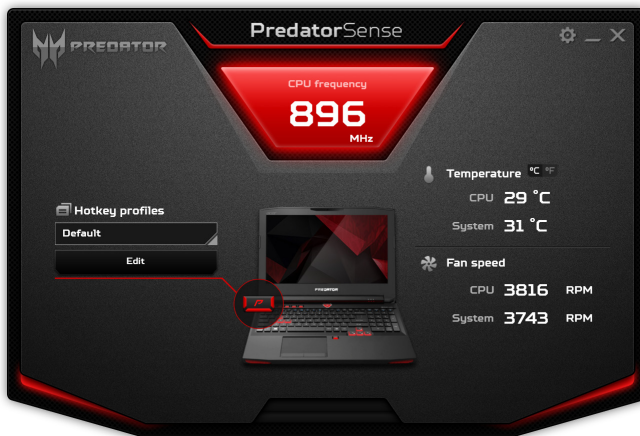 PredatorSense
PREDATOR
CPU frequency
896
MHz
Hotkey profiles
Default
Edit
PREDATOR
Temperature °C °F
CPU 29 °C
System 31 °C
Fan speed
CPU 3816 RPM
System 3743 RPM